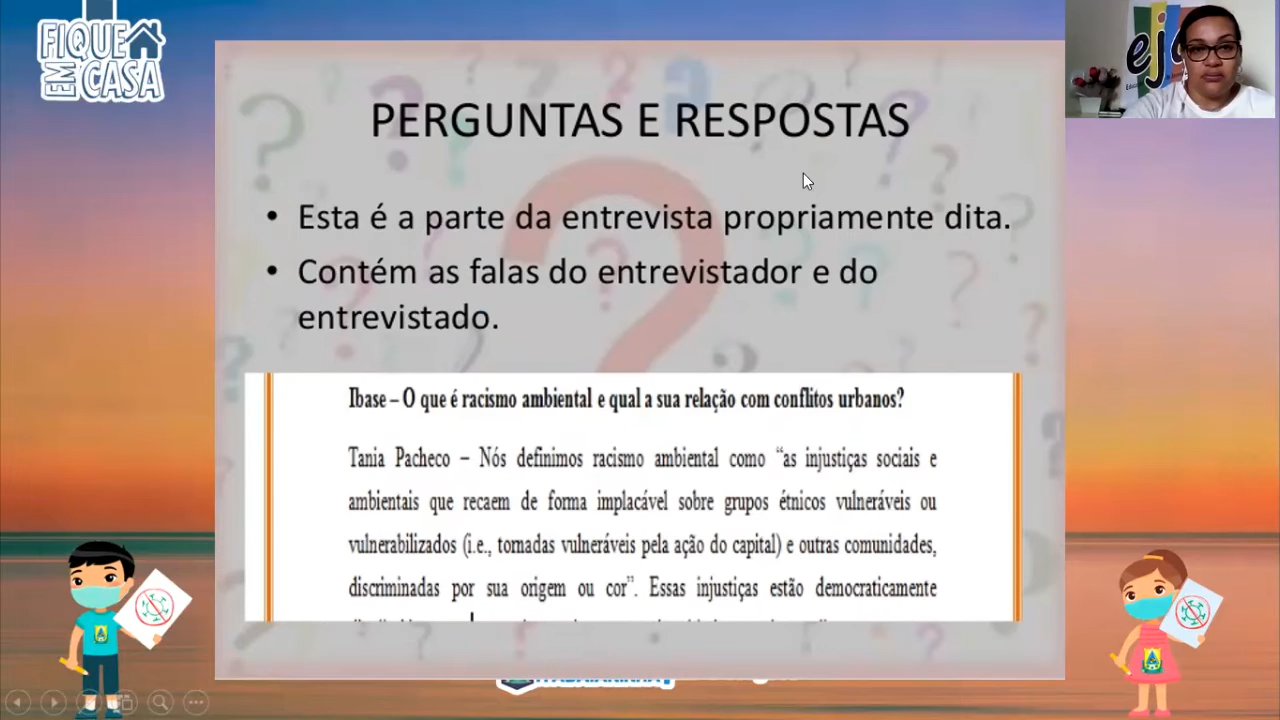 FIQUE
EM CASA
eja
PERGUNTAS E RESPOSTAS
• Esta é a parte da entrevista propriamente dita.
• Contém as falas do entrevistador e do
entrevistado.
Ibase – O que é racismo ambiental e qual a sua relação com conflitos urbanos?
Tania Pacheco – Nós definimos racismo ambiental como “as injustiças sociais e
ambientais que recaem de forma implacável sobre grupos étnicos vulneráveis ou
vulnerabilizados (i.e., tornadas vulneráveis pela ação do capital) e outras comunidades,
discriminadas por sua origem ou cor”. Essas injustiças estão democraticamente